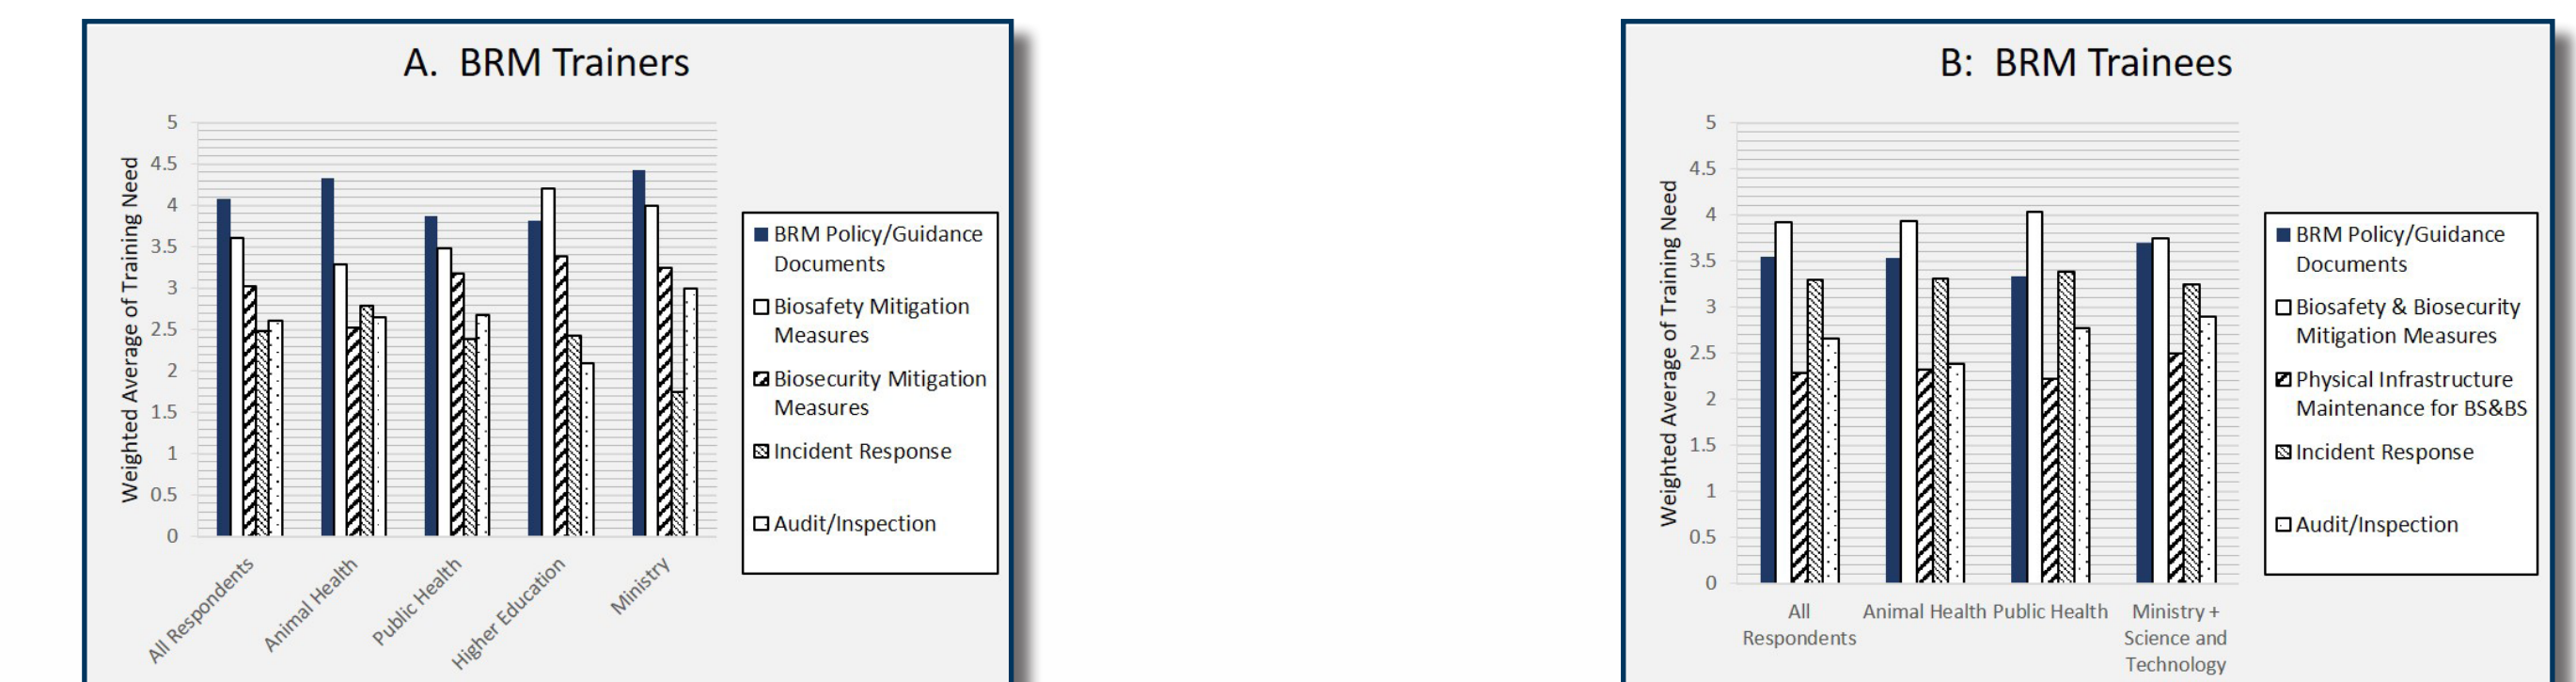 A.  BRM Trainers
Weighted Average of Training Need
5
4.5
4
3.5
3
2.5
2
1.5
1
0.5
0
All Respondents
Animal Health
Public Health
Higher Education
Ministry
BRM Policy/Guidance
Documents
Biosafety Mitigation
Measures
Biosecurity Mitigation
Measures
Incident Response
Audit/Inspection
B:  BRM Trainees
Weighted Average of Training Need
5
4.5
4
3.5
3
2.5
2
1.5
1
0.5
0
All
Respondents
Animal Health
Public Health
Ministry +
Science and
Technology
BRM Policy/Guidance
Documents
Biosafety & Biosecurity
Mitigation Measures
Physical Infrastructure
Maintenance for BS&BS
Incident Response
Audit/Inspection